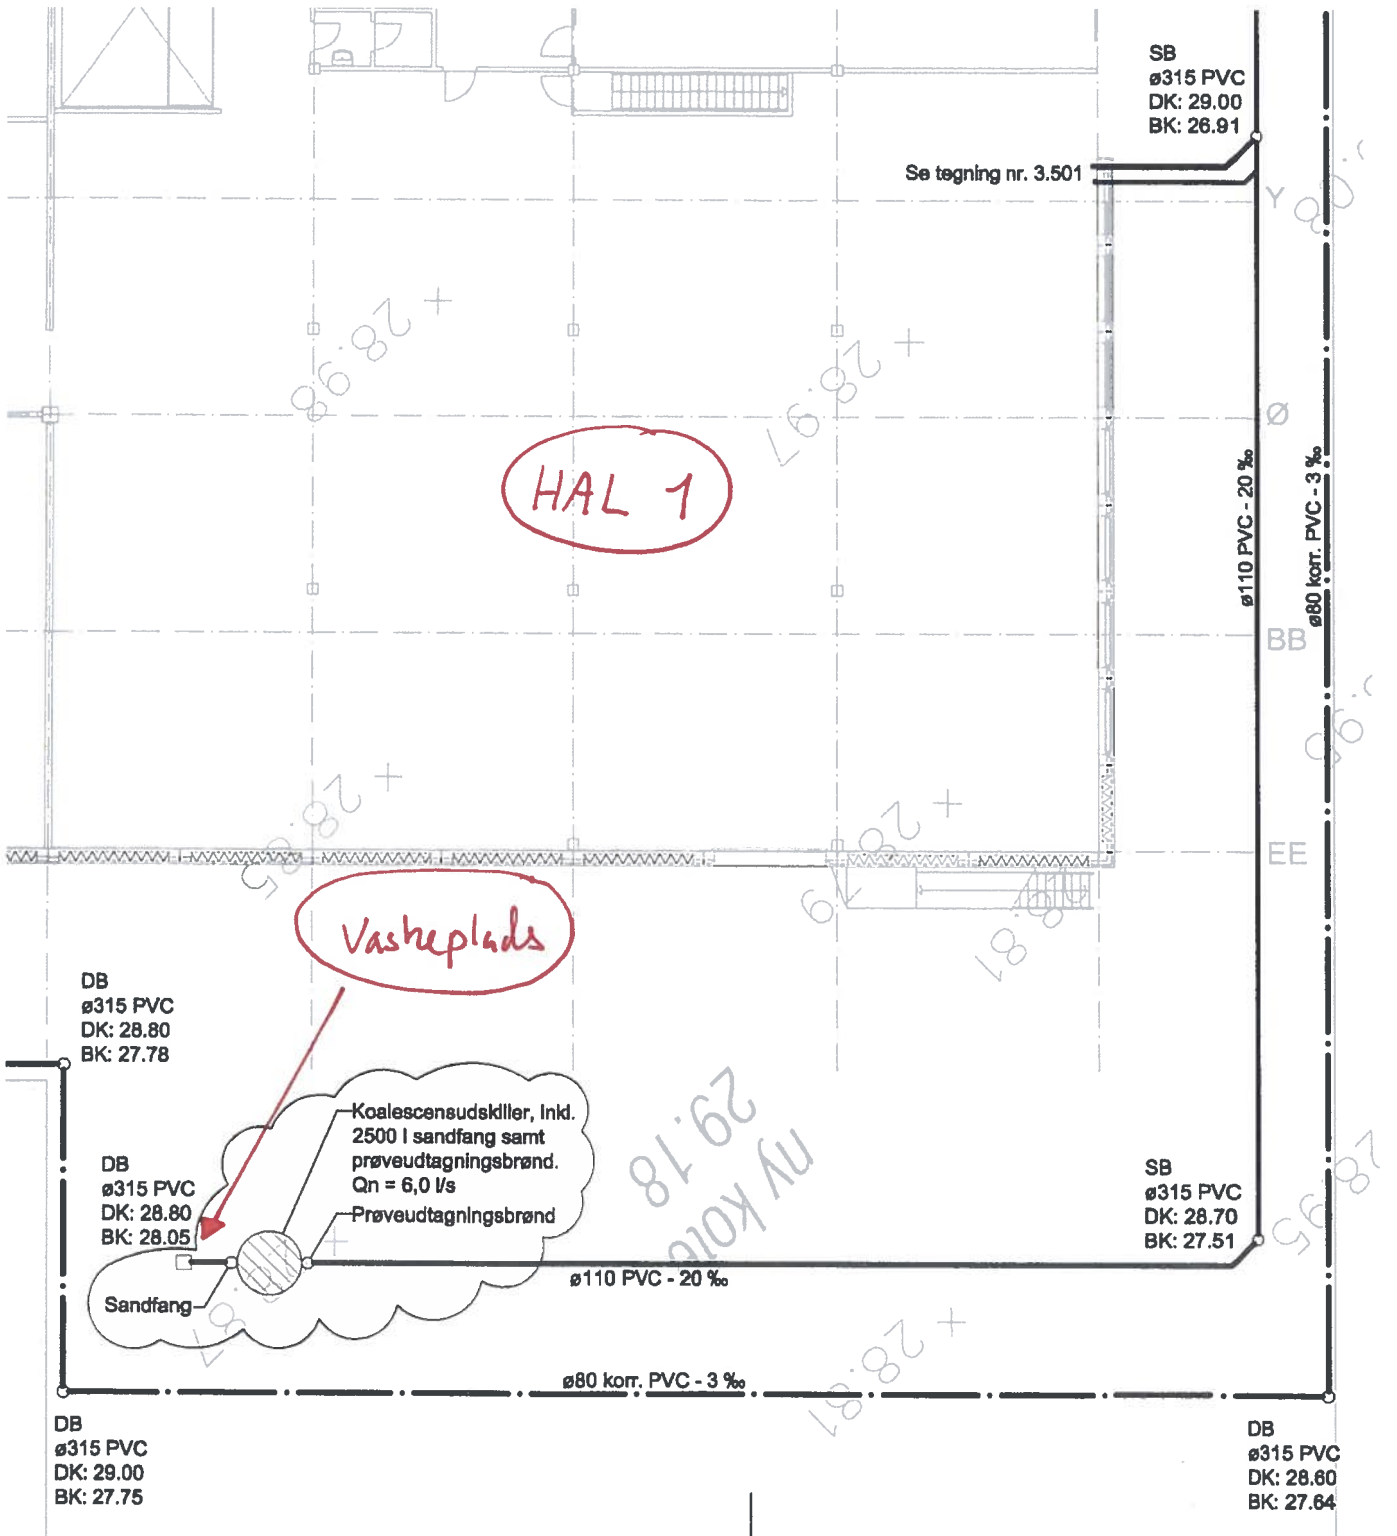 SB
ø315 PVC
DK: 29.00
BK: 26.91
Se tegning nr. 3.501
Y
+ 28.98
+ 28.97
Ø
HAL 1
ø110 PVC - 20 ‰
ø80 korr. PVC - 3 ‰
BB
+ 28.85
EE
Vaskeplads
DB
ø315 PVC
DK: 28.80
BK: 27.78
Koalescensudskiller, inkl.
2500 l sandfang samt
prøveudtagningsbrønd.
Qn = 6,0 l/s
Prøveudtagningsbrønd
DB
ø315 PVC
DK: 28.80
BK: 28.05
Sandfang
ny kote
29.18
SB
ø315 PVC
DK: 28.70
BK: 27.51
28.95
ø110 PVC - 20 ‰
+ 28.81
ø80 korr. PVC - 3 ‰
DB
ø315 PVC
DK: 29.00
BK: 27.75
DB
ø315 PVC
DK: 28.60
BK: 27.64